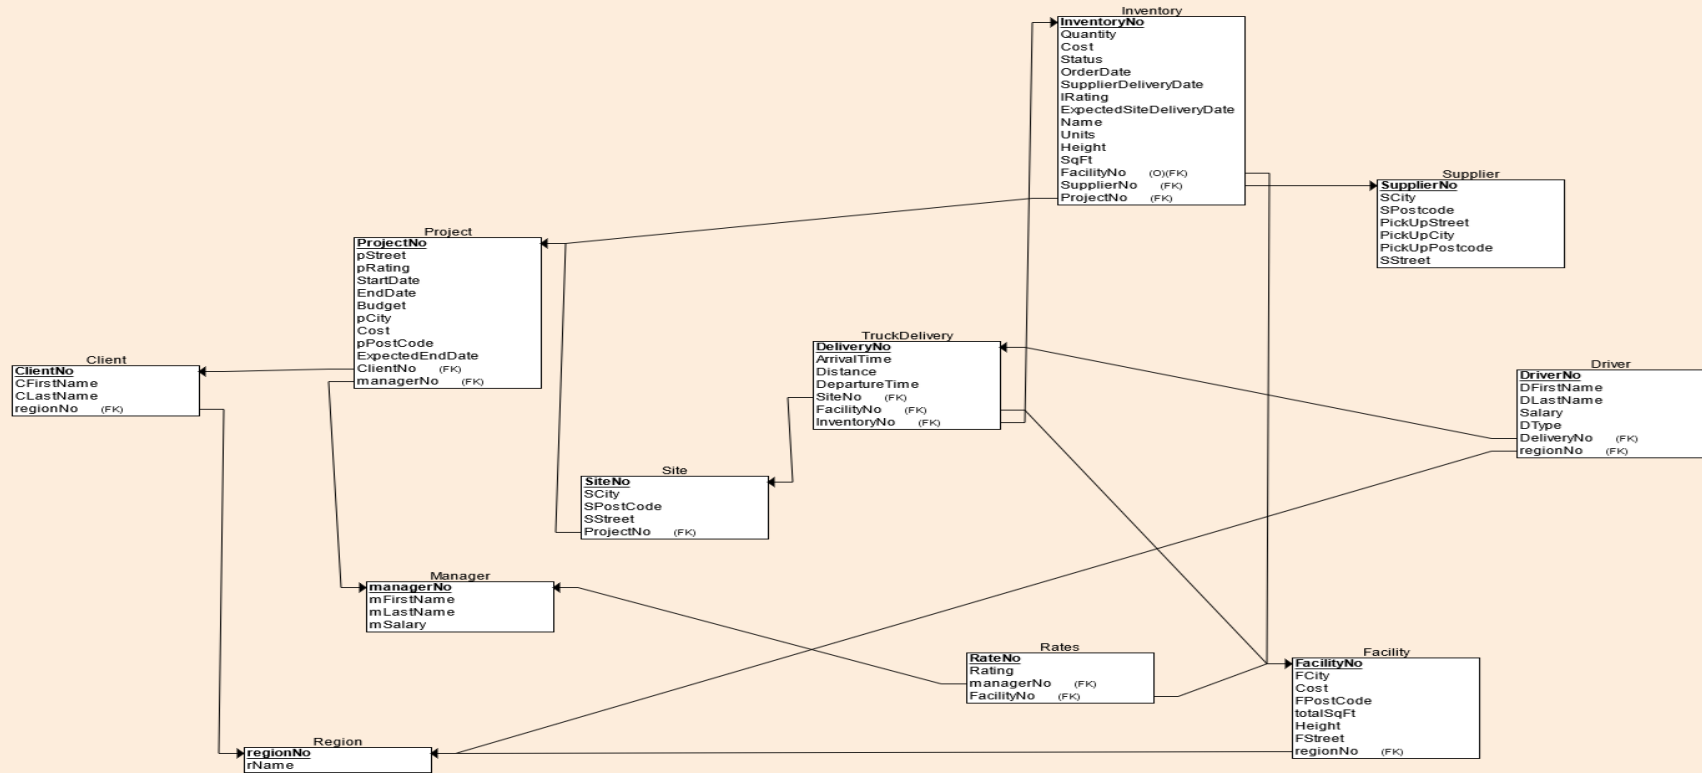 Inventory
InventoryNo
Quantity
Cost
Status
OrderDate
SupplierDeliveryDate
IRating
ExpectedSiteDeliveryDate
Name
Units
Height
SqFt
FacilityNo (O)(FK)
SupplierNo (FK)
ProjectNo (FK)
Supplier
SupplierNo
SCity
SPostcode
PickUpStreet
PickUpCity
PickUpPostcode
SStreet
Project
ProjectNo
pStreet
pRating
StartDate
EndDate
Budget
pCity
Cost
pPostCode
ExpectedEndDate
ClientNo (FK)
managerNo (FK)
TruckDelivery
DeliveryNo
ArrivalTime
Distance
DepartureTime
SiteNo (FK)
FacilityNo (FK)
InventoryNo (FK)
Client
ClientNo
CFirstName
CLastName
regionNo (FK)
Driver
DriverNo
DFirstName
DLastName
Salary
DType
DeliveryNo (FK)
regionNo (FK)
Site
SiteNo
SCity
SPostCode
SStreet
ProjectNo (FK)
Manager
managerNo
mFirstName
mLastName
mSalary
Rates
RateNo
Rating
managerNo (FK)
FacilityNo (FK)
Facility
FacilityNo
FCity
Cost
FPostCode
totalSqFt
Height
FStreet
regionNo (FK)
Region
regionNo
rName